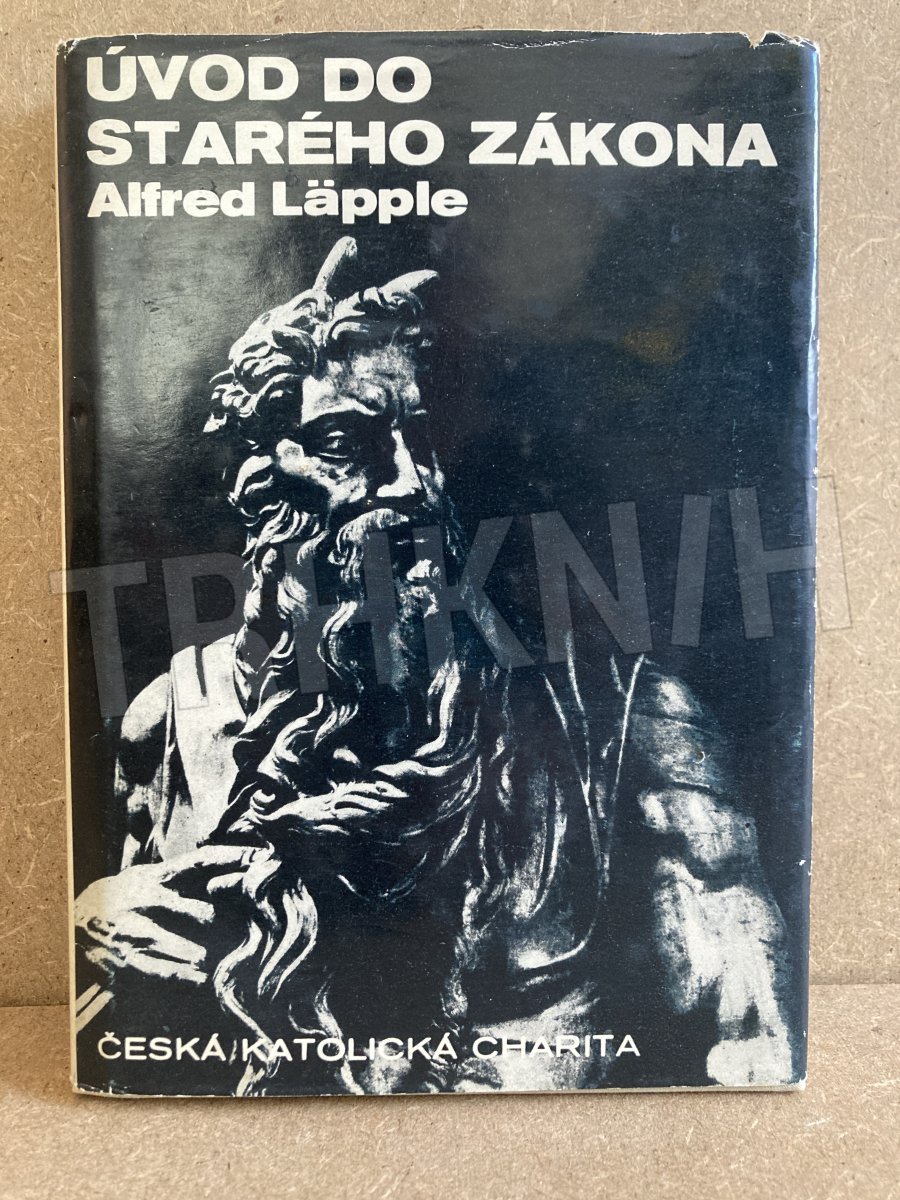 ÚVOD DO
STARÉHO ZÁKONA
Alfred Läpple
TRHKNIH
ČESKÁ KATOLICKÁ CHARITA